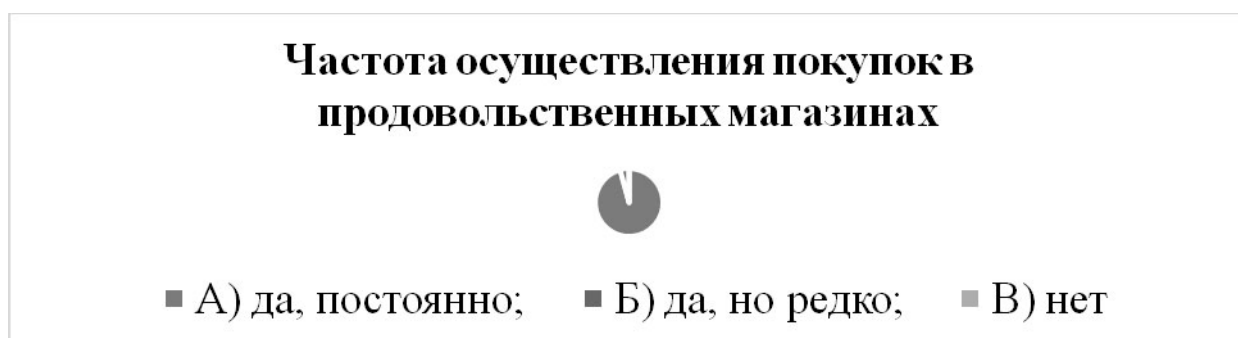 Частота осуществления покупок в
продовольственных магазинах
А) да, постоянно; Б) да, но редко; В) нет